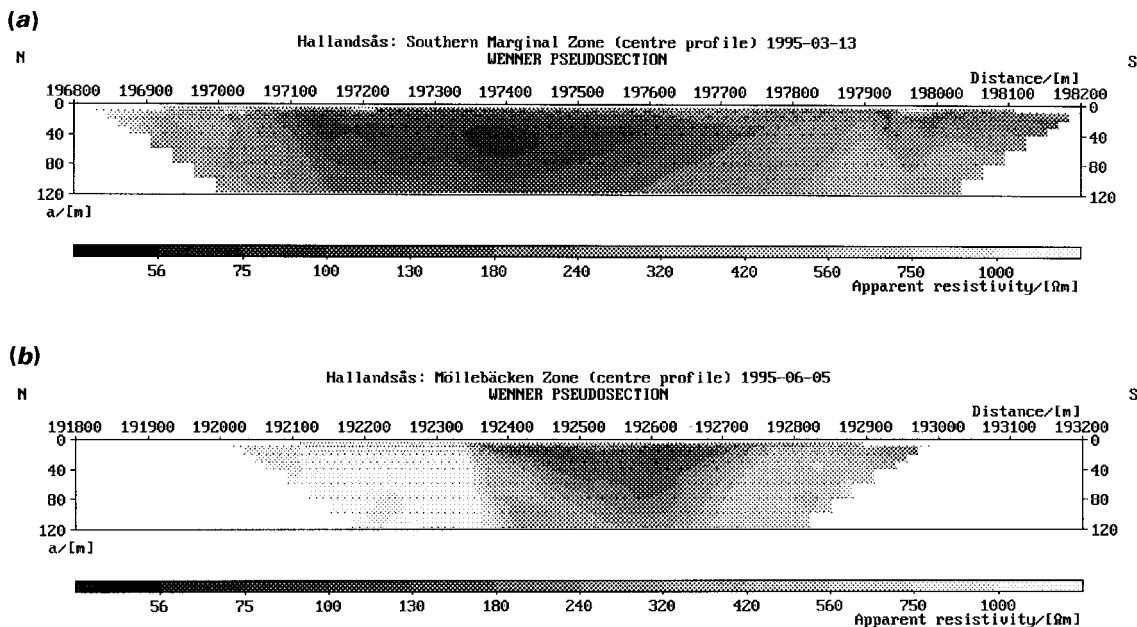 (a)
Hallandsås: Southern Marginal Zone (centre profile) 1995-03-13
N WENNER PSEUDOSECTION S
Distance/[m]
196800 196900 197000 197100 197200 197300 197400 197500 197600 197700 197800 197900 198000 198100 198200
0 0
40 40
80 80
120 120
a/[m]
56 75 100 130 180 240 320 420 560 750 1000
Apparent resistivity/[Ωm]
(b)
Hallandsås: Möllebäcken Zone (centre profile) 1995-06-05
N WENNER PSEUDOSECTION S
Distance/[m]
191800 191900 192000 192100 192200 192300 192400 192500 192600 192700 192800 192900 193000 193100 193200
0 0
40 40
80 80
120 120
a/[m]
56 75 100 130 180 240 320 420 560 750 1000
Apparent resistivity/[Ωm]